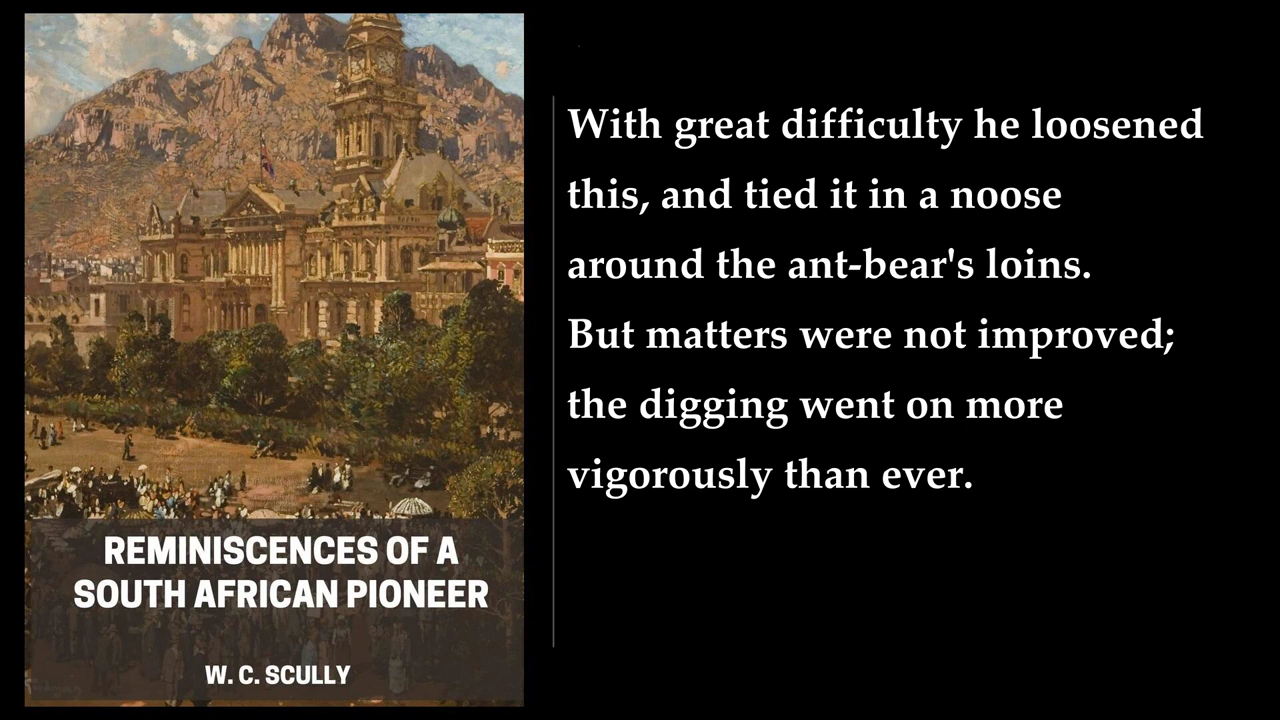 With great difficulty he loosened
this, and tied it in a noose
around the ant-bear's loins.
But matters were not improved;
the digging went on more
vigorously than ever.
REMINISCENCES OF A
SOUTH AFRICAN PIONEER
W. C. SCULLY